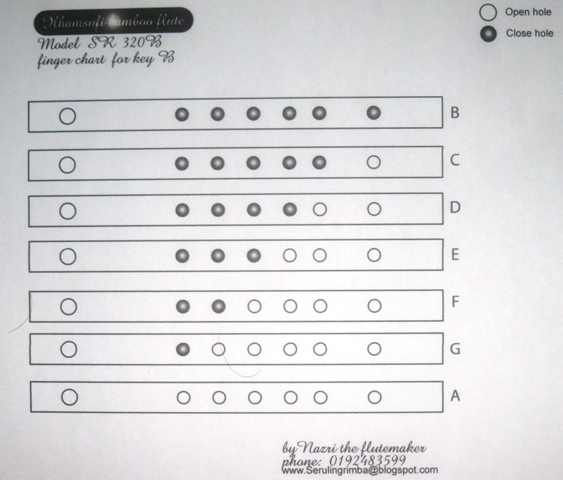 Nhamsufi bamboo flute
Model SR 320B
finger chart for key B
Open hole
Close hole
B
C
D
E
F
G
A
by Nazri the flutemaker
phone: 0192483599
www.Serulingrimba@blogspot.com